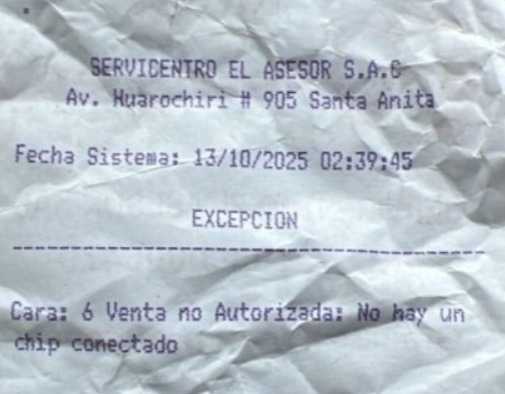 SERVICENTRO EL ASESOR S.A.C
Av. Huarochiri # 905 Santa Anita
Fecha Sistema: 13/10/2025 02:39:45
EXCEPCION
------------------------------------------------
Cara: 6 Venta no Autorizada: No hay un
chip conectado